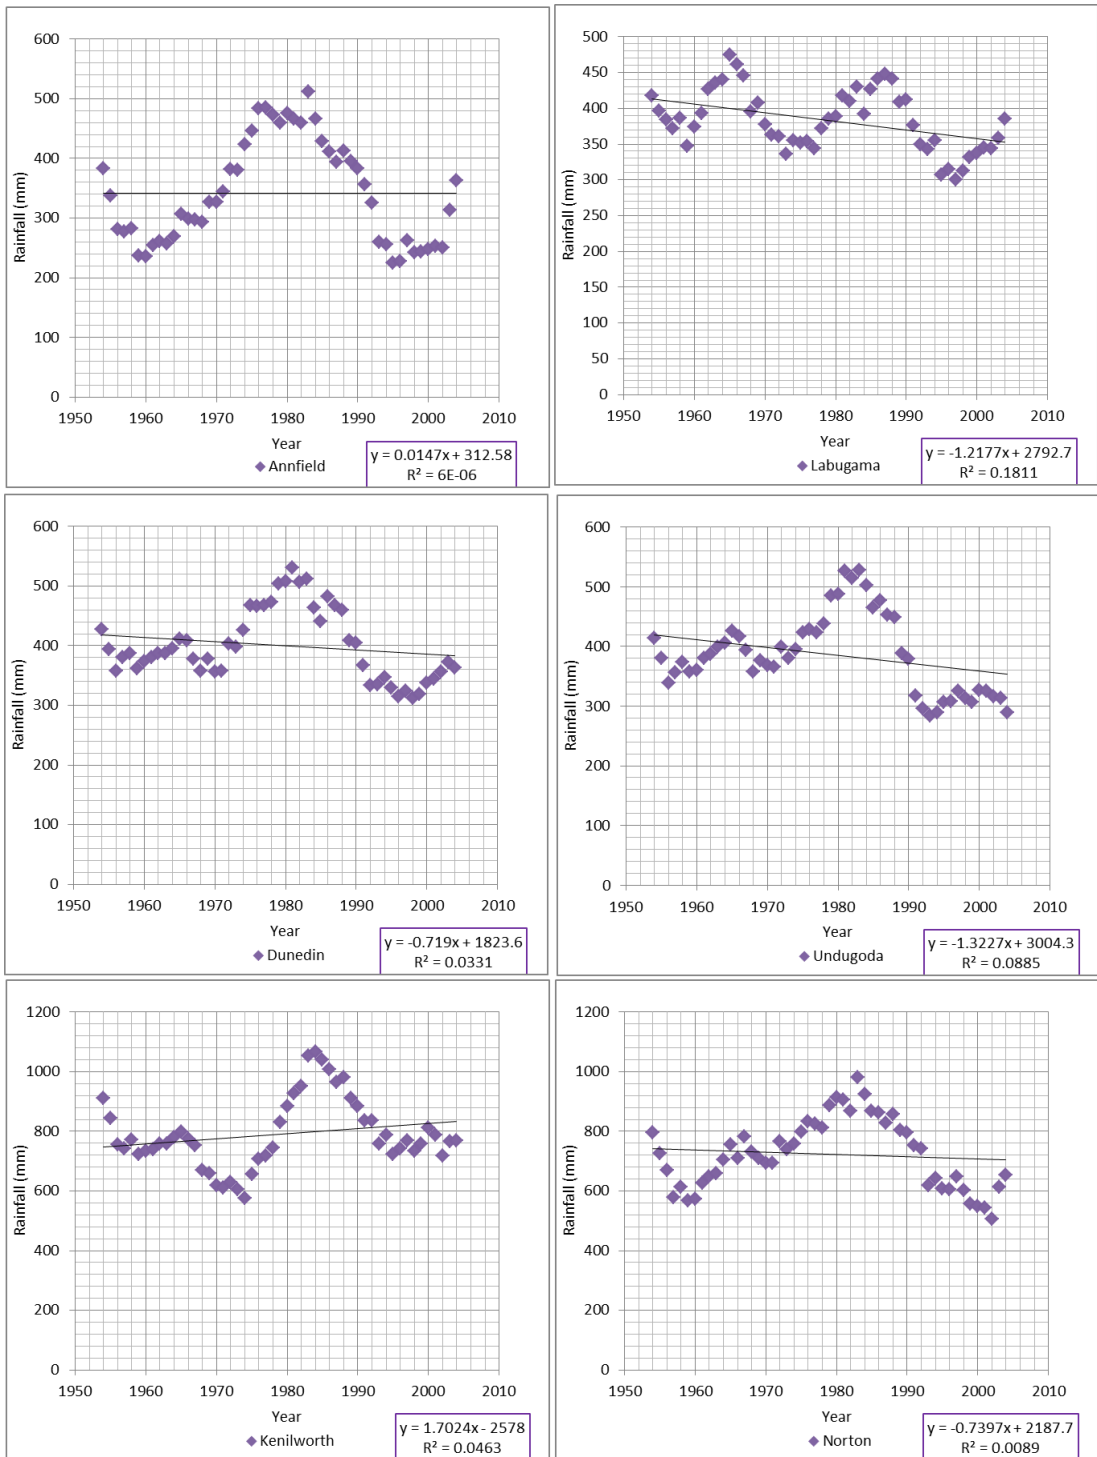 600
500
400
300
200
100
0
Rainfall (mm)
1950 1960 1970 1980 1990 2000 2010
Year
Annfield
y = 0.0147x + 312.58
R² = 6E-06
500
450
400
350
300
250
200
150
100
50
0
Rainfall (mm)
1950 1960 1970 1980 1990 2000 2010
Year
Labugama
y = -1.2177x + 2792.7
R² = 0.1811
600
500
400
300
200
100
0
Rainfall (mm)
1950 1960 1970 1980 1990 2000 2010
Year
Dunedin
y = -0.719x + 1823.6
R² = 0.0331
600
500
400
300
200
100
0
Rainfall (mm)
1950 1960 1970 1980 1990 2000 2010
Year
Undugoda
y = -1.3227x + 3004.3
R² = 0.0885
1200
1000
800
600
400
200
0
Rainfall (mm)
1950 1960 1970 1980 1990 2000 2010
Year
Kenilworth
y = 1.7024x - 2578
R² = 0.0463
1200
1000
800
600
400
200
0
Rainfall (mm)
1950 1960 1970 1980 1990 2000 2010
Year
Norton
y = -0.7397x + 2187.7
R² = 0.0089